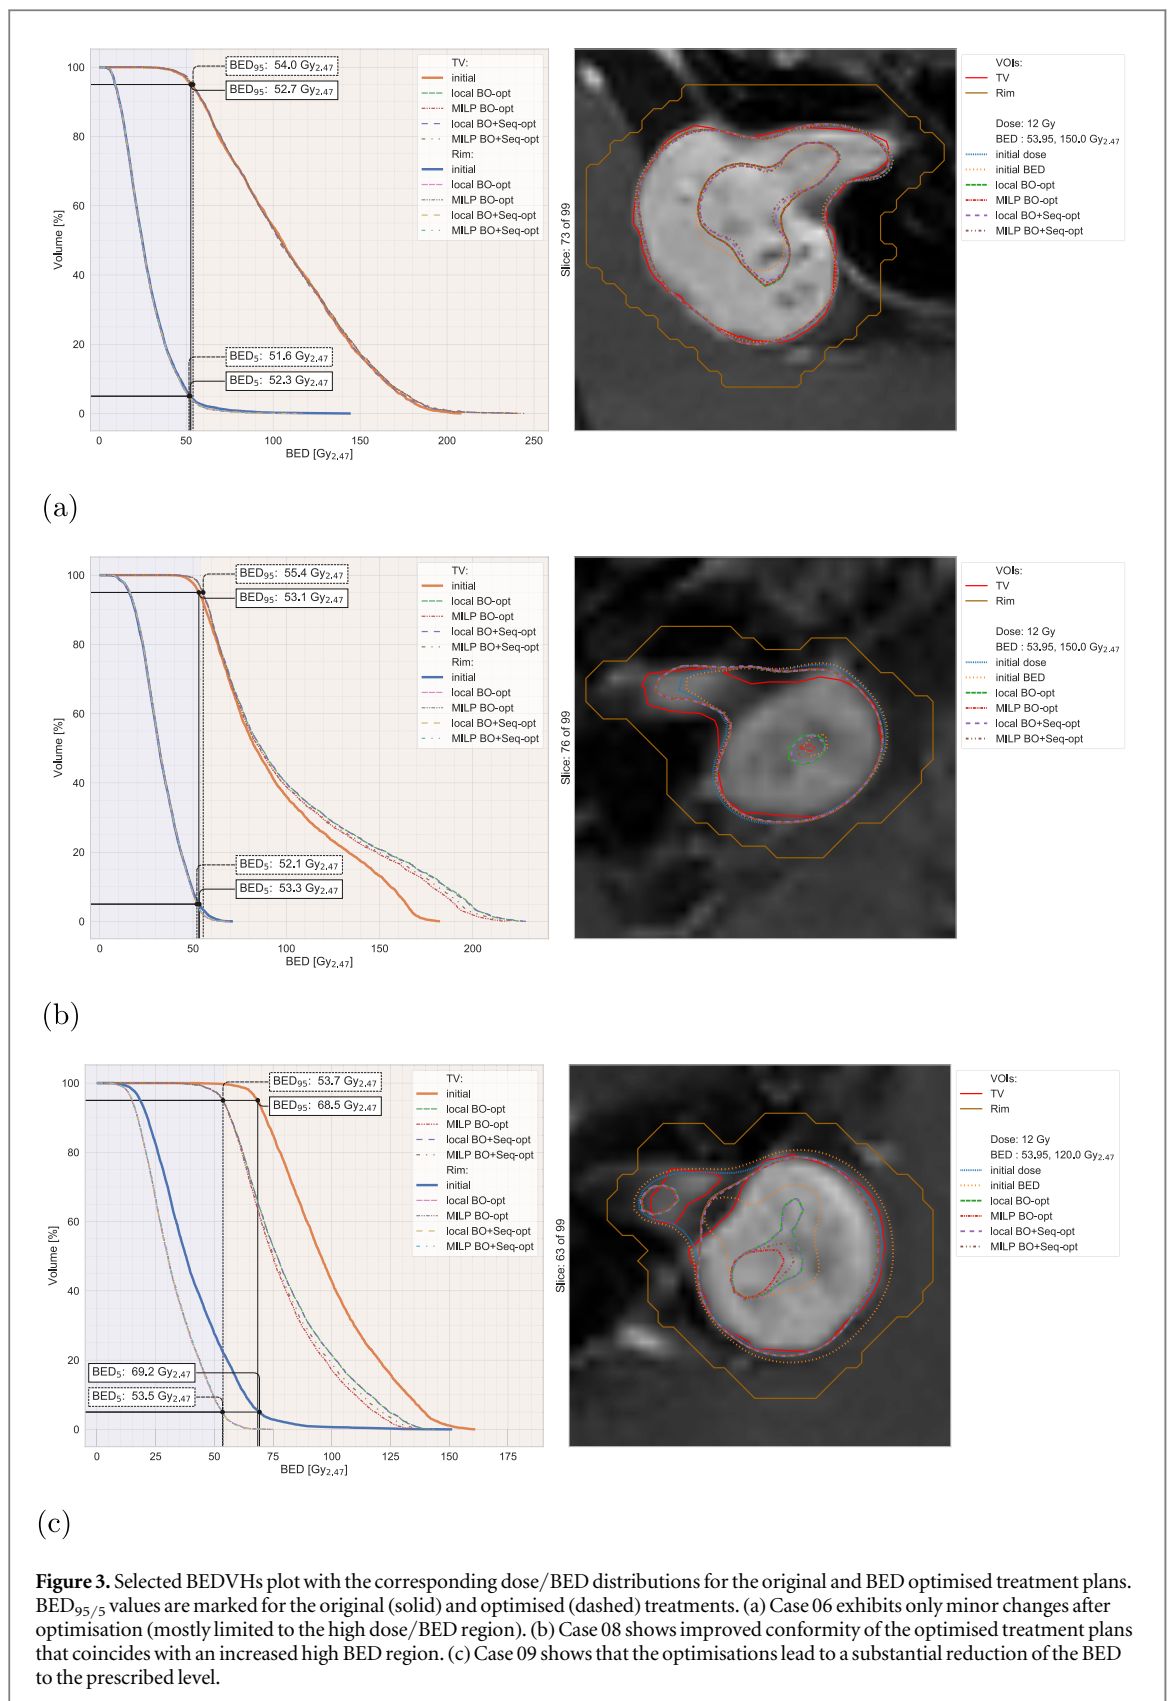 100
80
60
40
20
0
Volume [%]
0
50
100
150
200
250
BED [Gy2.47]
BED95: 54.0 Gy2.47
BED95: 52.7 Gy2.47
BED5: 51.6 Gy2.47
BED5: 52.3 Gy2.47
TV:
initial
local BO-opt
MILP BO-opt
local BO+Seq-opt
MILP BO+Seq-opt
Rim:
initial
local BO-opt
MILP BO-opt
local BO+Seq-opt
MILP BO+Seq-opt
Slice: 73 of 99
VOIs:
TV
Rim
Dose: 12 Gy
BED : 53.95, 150.0 Gy2.47
initial dose
initial BED
local BO-opt
MILP BO-opt
local BO+Seq-opt
MILP BO+Seq-opt
(a)
100
80
60
40
20
0
Volume [%]
0
50
100
150
200
BED [Gy2.47]
BED95: 55.4 Gy2.47
BED95: 53.1 Gy2.47
BED5: 52.1 Gy2.47
BED5: 53.3 Gy2.47
TV:
initial
local BO-opt
MILP BO-opt
local BO+Seq-opt
MILP BO+Seq-opt
Rim:
initial
local BO-opt
MILP BO-opt
local BO+Seq-opt
MILP BO+Seq-opt
Slice: 76 of 99
VOIs:
TV
Rim
Dose: 12 Gy
BED : 53.95, 150.0 Gy2.47
initial dose
initial BED
local BO-opt
MILP BO-opt
local BO+Seq-opt
MILP BO+Seq-opt
(b)
100
80
60
40
20
0
Volume [%]
0
25
50
75
100
125
150
175
BED [Gy2.47]
BED95: 53.7 Gy2.47
BED95: 68.5 Gy2.47
BED5: 69.2 Gy2.47
BED5: 53.5 Gy2.47
TV:
initial
local BO-opt
MILP BO-opt
local BO+Seq-opt
MILP BO+Seq-opt
Rim:
initial
local BO-opt
MILP BO-opt
local BO+Seq-opt
MILP BO+Seq-opt
Slice: 63 of 99
VOIs:
TV
Rim
Dose: 12 Gy
BED : 53.95, 120.0 Gy2.47
initial dose
initial BED
local BO-opt
MILP BO-opt
local BO+Seq-opt
MILP BO+Seq-opt
(c)
Figure 3. Selected BEDVHs plot with the corresponding dose/BED distributions for the original and BED optimised treatment plans.
BED95/5 values are marked for the original (solid) and optimised (dashed) treatments. (a) Case 06 exhibits only minor changes after
optimisation (mostly limited to the high dose/BED region). (b) Case 08 shows improved conformity of the optimised treatment plans
that coincides with an increased high BED region. (c) Case 09 shows that the optimisations lead to a substantial reduction of the BED
to the prescribed level.